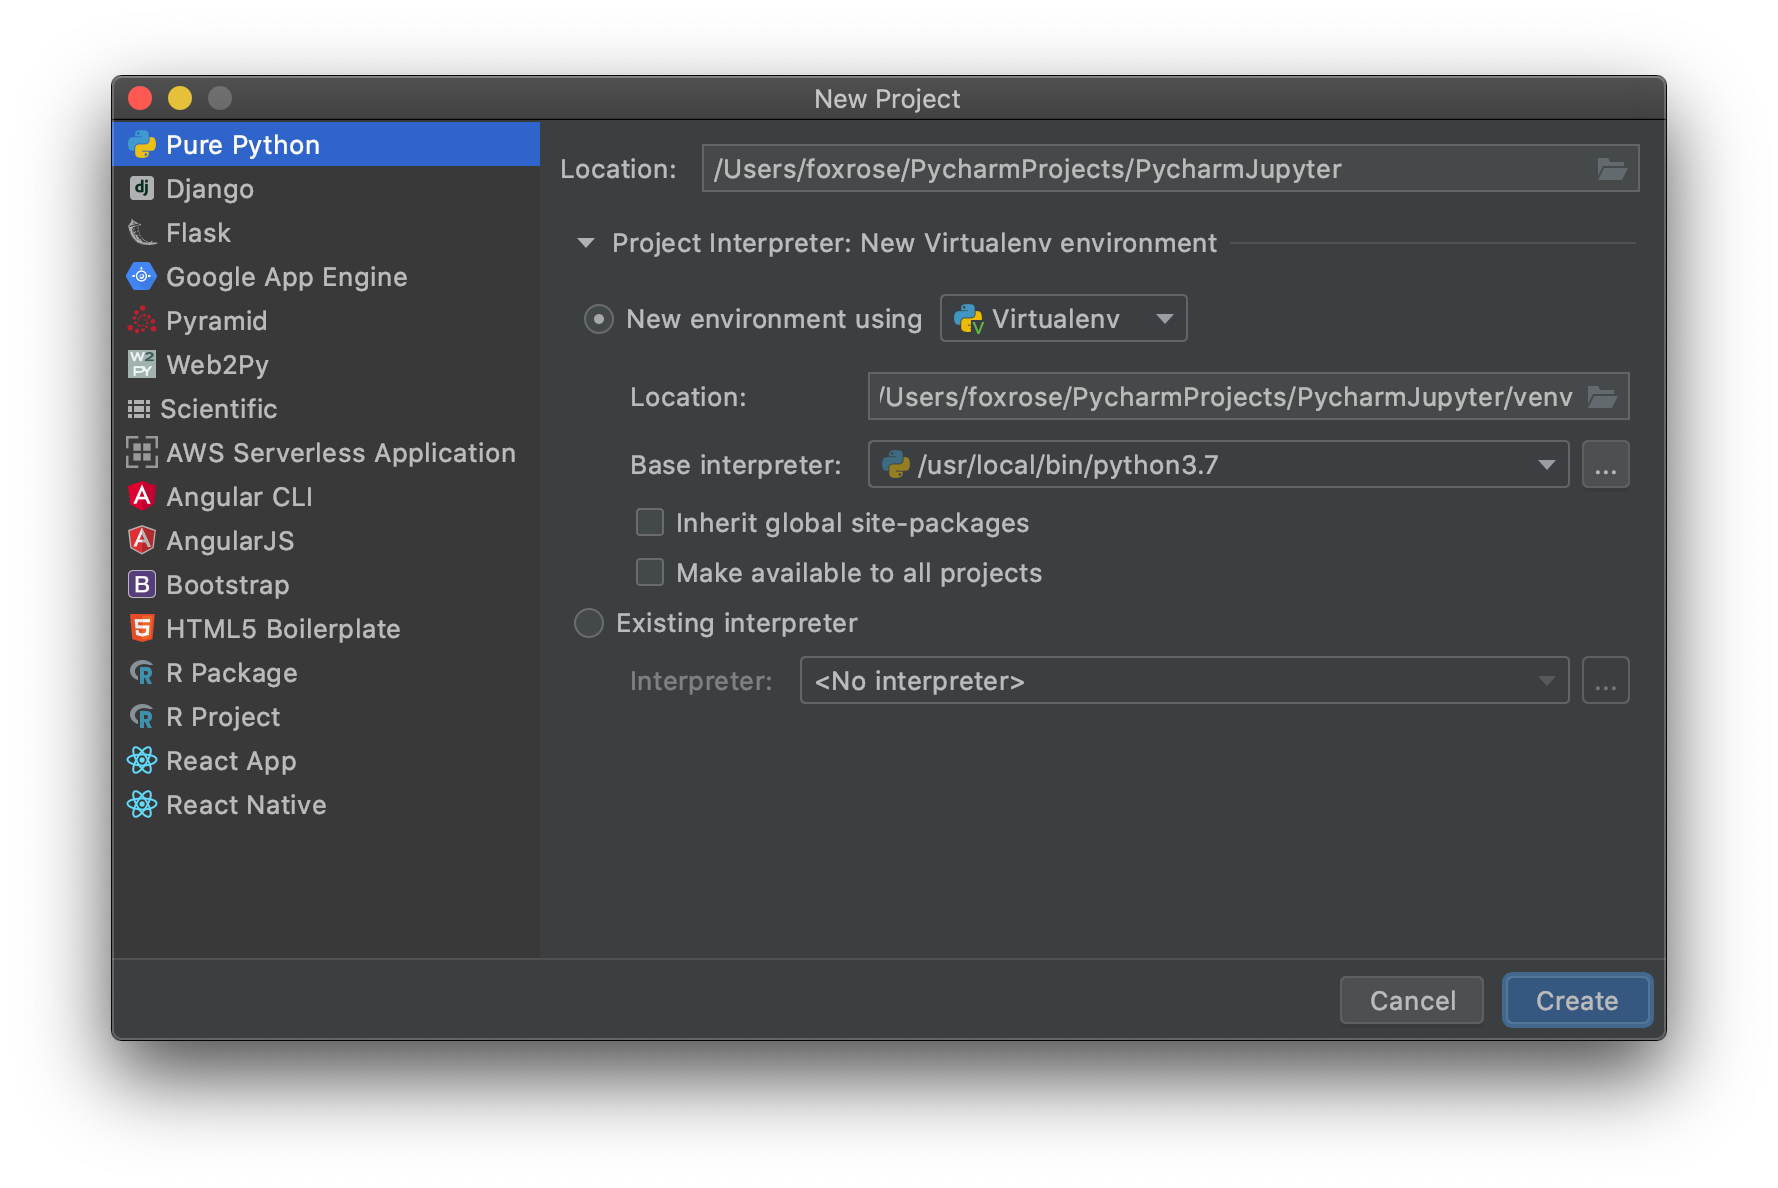 New Project
Pure Python
Django
Flask
Google App Engine
Pyramid
Web2Py
Scientific
AWS Serverless Application
Angular CLI
AngularJS
Bootstrap
HTML5 Boilerplate
R Package
R Project
React App
React Native
Location: /Users/foxrose/PycharmProjects/PycharmJupyter
Project Interpreter: New Virtualenv environment
New environment using Virtualenv
Location: /Users/foxrose/PycharmProjects/PycharmJupyter/venv
Base interpreter: /usr/local/bin/python3.7 ...
Inherit global site-packages
Make available to all projects
Existing interpreter
Interpreter: <No interpreter> ...
Cancel Create